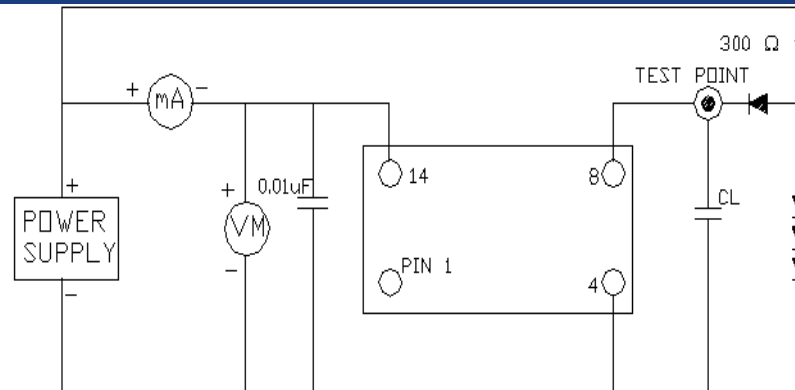 300 Ω
TEST POINT
+ mA -
+
14
8
+
0.01uF
CL
POWER
SUPPLY
VM
PIN 1
4
-
-